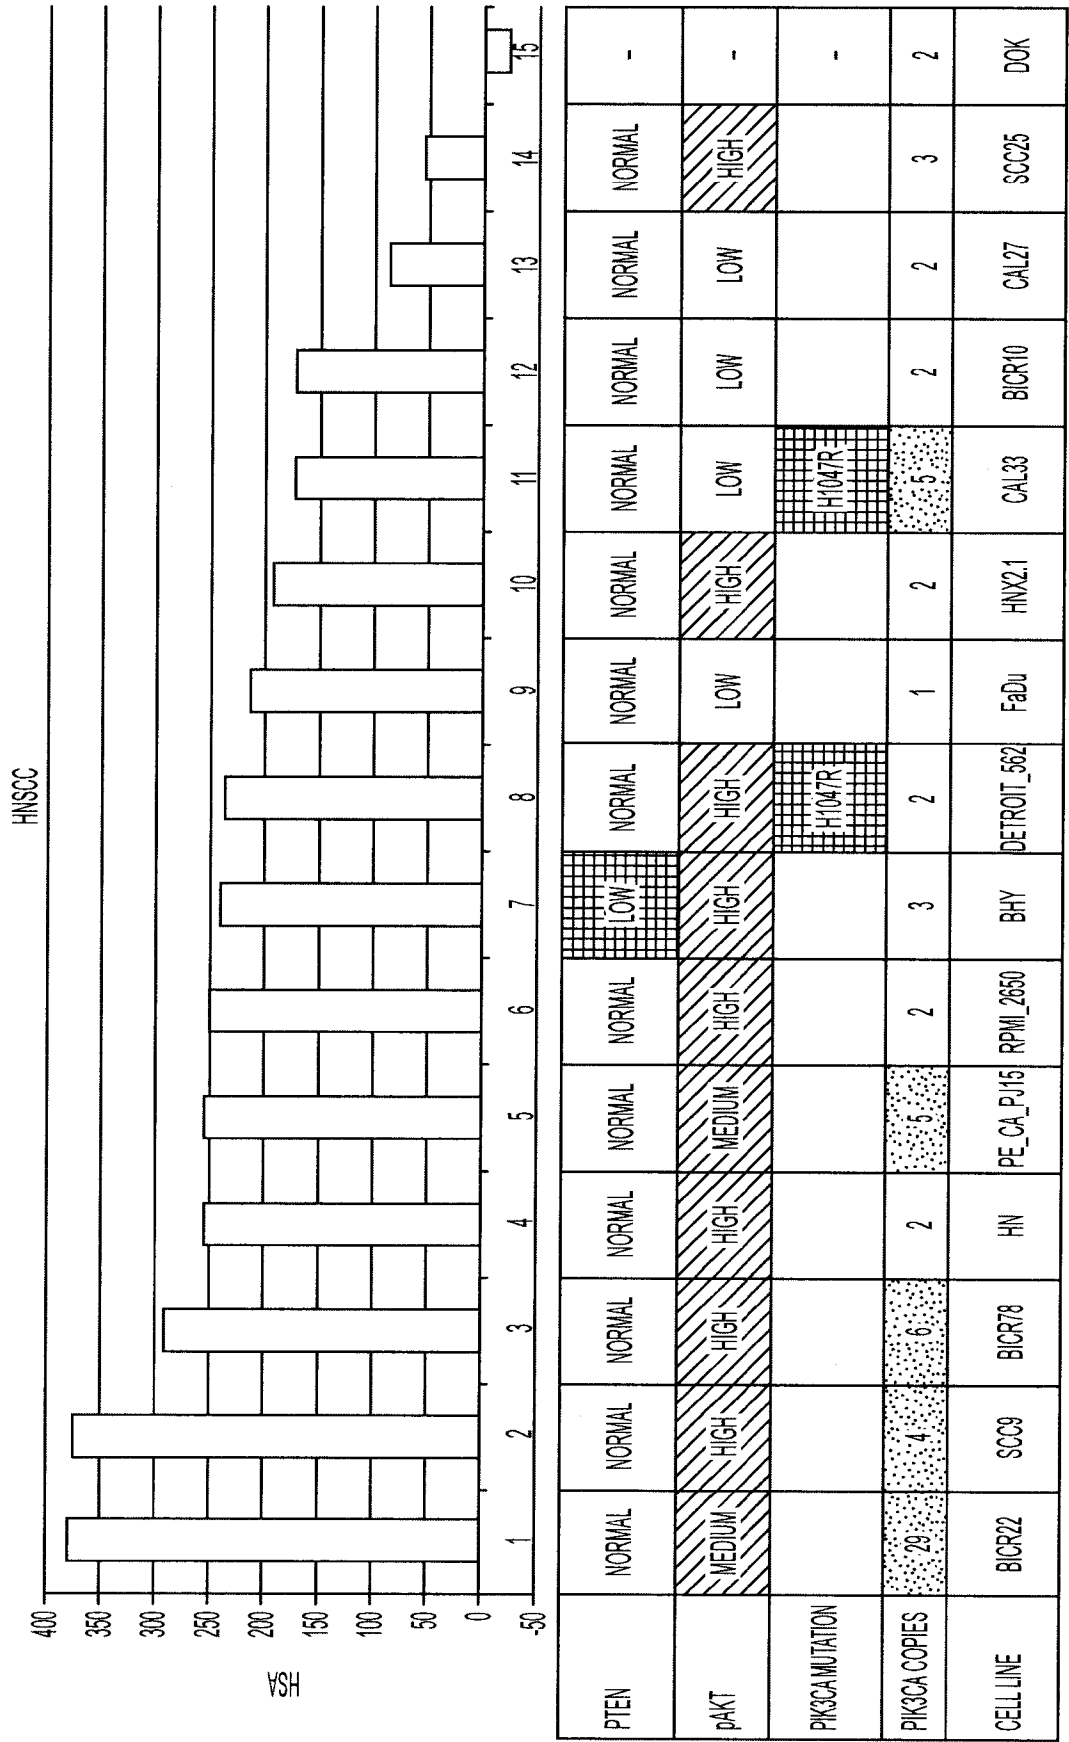 HNSCC
HSA
400
350
300
250
200
150
100
50
0
-50
1 2 3 4 5 6 7 8 9 10 11 12 13 14 15
PTEN NORMAL NORMAL NORMAL NORMAL NORMAL NORMAL LOW NORMAL NORMAL NORMAL NORMAL NORMAL NORMAL NORMAL -
pAKT MEDIUM HIGH HIGH HIGH MEDIUM HIGH HIGH HIGH LOW HIGH LOW LOW LOW HIGH -
PIK3CA MUTATION H1047R H1047R -
PIK3CA COPIES 29 4 6 2 5 2 3 2 1 2 5 2 2 3 2
CELL LINE BICR22 SCC9 BICR78 HN PE_CA_PJ15 RPMI_2650 BHY DETROIT_562 FaDu HNX2.1 CAL33 BICR10 CAL27 SCC25 DOK